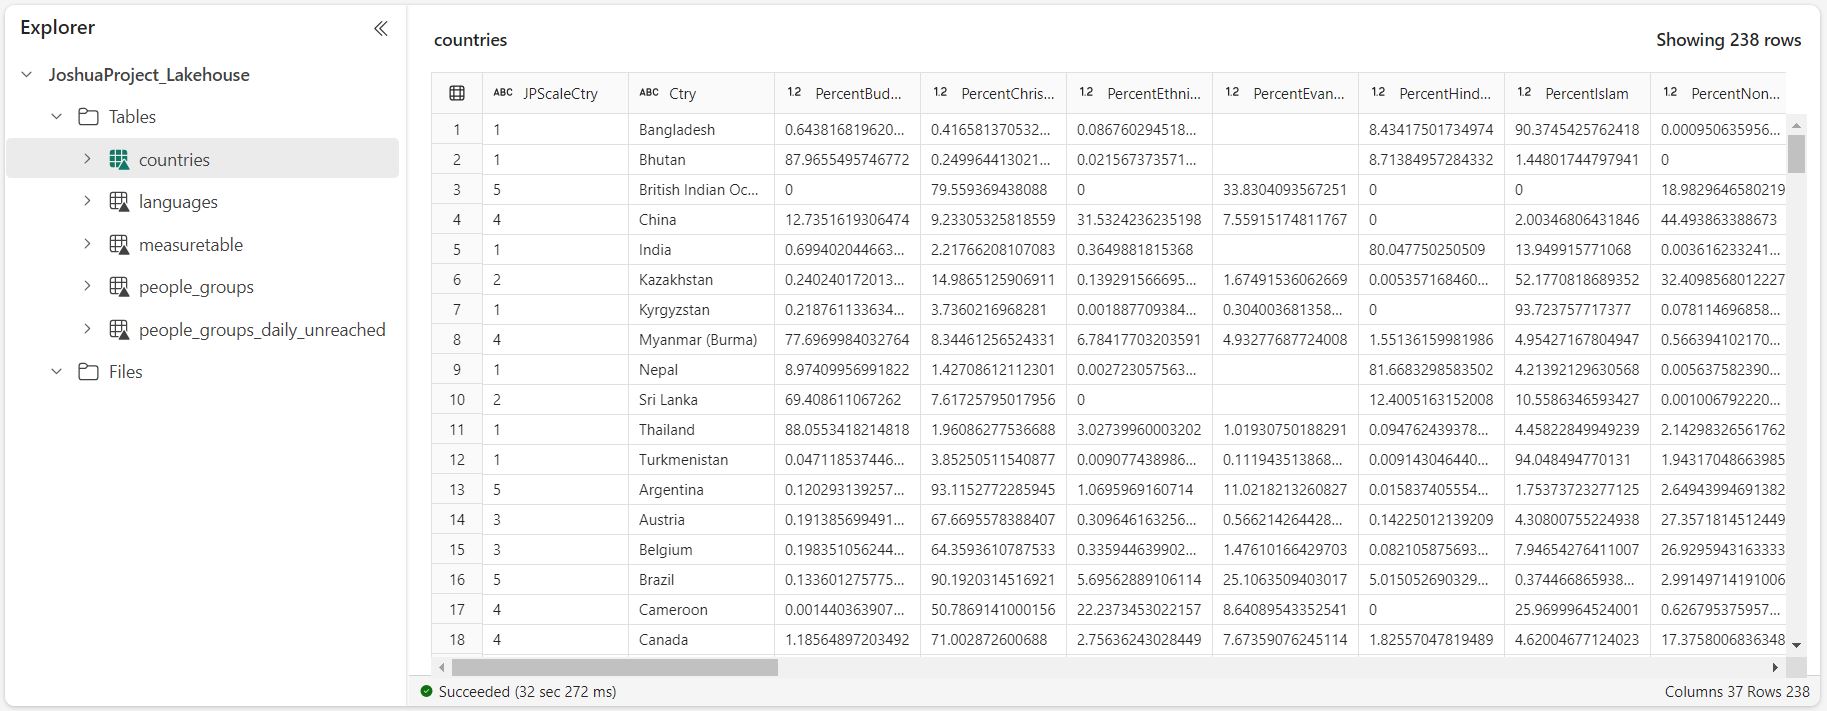 Explorer
JoshuaProject_Lakehouse
Tables
countries
languages
measuretable
people_groups
people_groups_daily_unreached
Files
countries Showing 238 rows
ABC JPScaleCtry ABC Ctry 1.2 PercentBud... 1.2 PercentChris... 1.2 PercentEthni... 1.2 PercentEvan... 1.2 PercentHind... 1.2 PercentIslam 1.2 PercentNon...
1 1 Bangladesh 0.643816819620... 0.416581370532... 0.086760294518... 8.43417501734974 90.3745425762418 0.000950635956...
2 1 Bhutan 87.9655495746772 0.249964413021... 0.021567373571... 8.71384957284332 1.44801744797941 0
3 5 British Indian Oc... 0 79.559369438088 0 33.8304093567251 0 0 18.9829646580219
4 4 China 12.7351619306474 9.23305325818559 31.5324236235198 7.55915174811767 0 2.00346806431846 44.493863388673
5 1 India 0.699402044663... 2.21766208107083 0.3649881815368 80.047750250509 13.949915771068 0.003616233241...
6 2 Kazakhstan 0.240240172013... 14.9865125906911 0.139291566695... 1.67491536062669 0.005357168460... 52.1770818689352 32.4098568012227
7 1 Kyrgyzstan 0.218761133634... 3.7360216968281 0.001887709384... 0.304003681358... 0 93.723757717377 0.078114696858...
8 4 Myanmar (Burma) 77.6969984032764 8.34461256524331 6.78417703203591 4.93277687724008 1.55136159981986 4.95427167804947 0.566394102170...
9 1 Nepal 8.97409956991822 1.42708612112301 0.002723057563... 81.6683298583502 4.21392129630568 0.005637582390...
10 2 Sri Lanka 69.408611067262 7.61725795017956 0 12.4005163152008 10.5586346593427 0.001006792220...
11 1 Thailand 88.0553418214818 1.96086277536688 3.02739960003202 1.01930750188291 0.094762439378... 4.45822849949239 2.14298326561762
12 1 Turkmenistan 0.047118537446... 3.85250511540877 0.009077438986... 0.111943513868... 0.009143046440... 94.048494770131 1.94317048663985
13 5 Argentina 0.120293139257... 93.1152772285945 1.0695969160714 11.0218213260827 0.015837405554... 1.75373723277125 2.64943994691382
14 3 Austria 0.191385699491... 67.6695578388407 0.309646163256... 0.566214264428... 0.14225012139209 4.30800755224938 27.3571814512449
15 3 Belgium 0.198351056244... 64.3593610787533 0.335944639902... 1.47610166429703 0.082105875693... 7.94654276411007 26.9295943163333
16 5 Brazil 0.133601275775... 90.1920314516921 5.69562889106114 25.1063509403017 5.015052690329... 0.374466865938... 2.99149714191006
17 4 Cameroon 0.001440363907... 50.7869141000156 22.2373453022157 8.64089543352541 0 25.9699964524001 0.626795375957...
18 4 Canada 1.18564897203492 71.002872600688 2.75636243028449 7.67359076245114 1.82557047819489 4.62004677124023 17.3758006836348
Succeeded (32 sec 272 ms) Columns 37 Rows 238